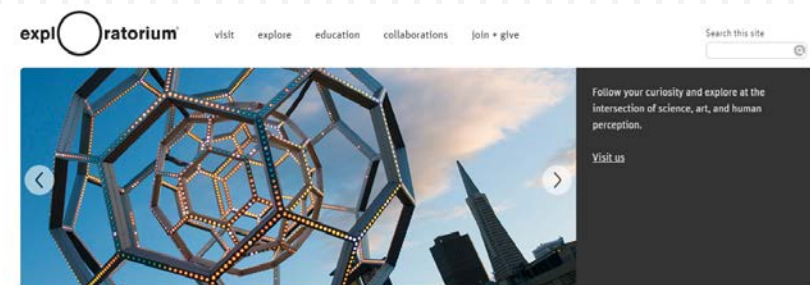 expl ratorium®
visit explore education collaborations join + give
Search this site
Follow your curiosity and explore at the
intersection of science, art, and human
perception.
Visit us